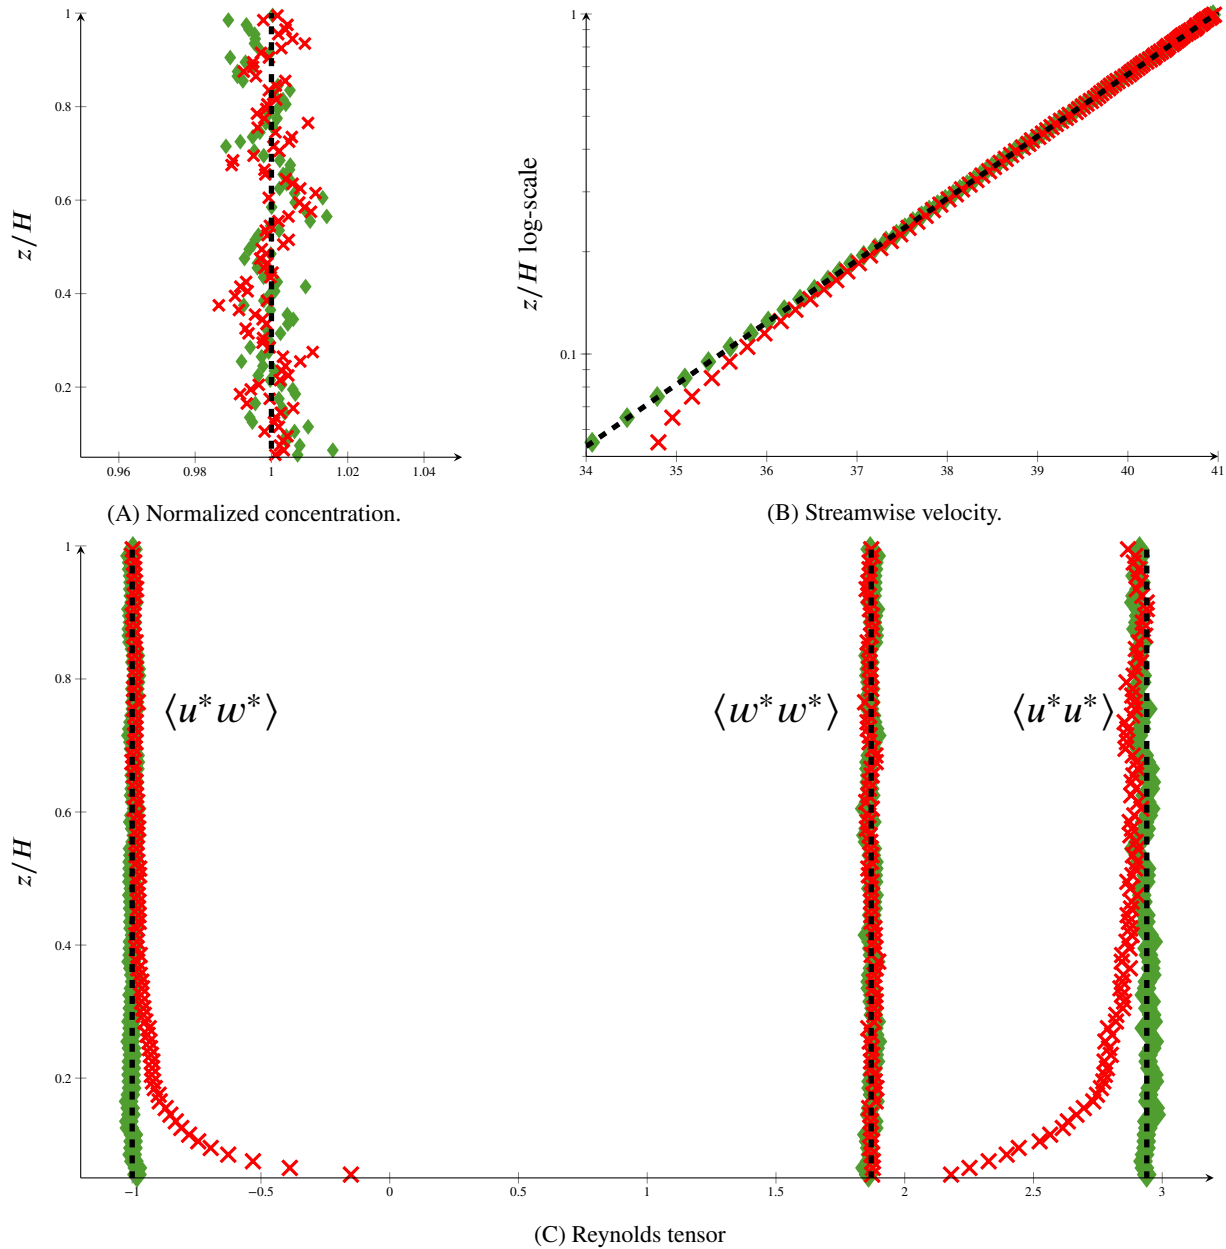 1
0.8
0.6
0.4
0.2
z/H
0.96 0.98 1 1.02 1.04
(A) Normalized concentration.
1
0.1
z/H log-scale
34 35 36 37 38 39 40 41
(B) Streamwise velocity.
1
0.8
0.6
0.4
0.2
z/H
⟨u*w*⟩ ⟨w*w*⟩ ⟨u*u*⟩
−1 −0.5 0 0.5 1 1.5 2 2.5 3
(C) Reynolds tensor